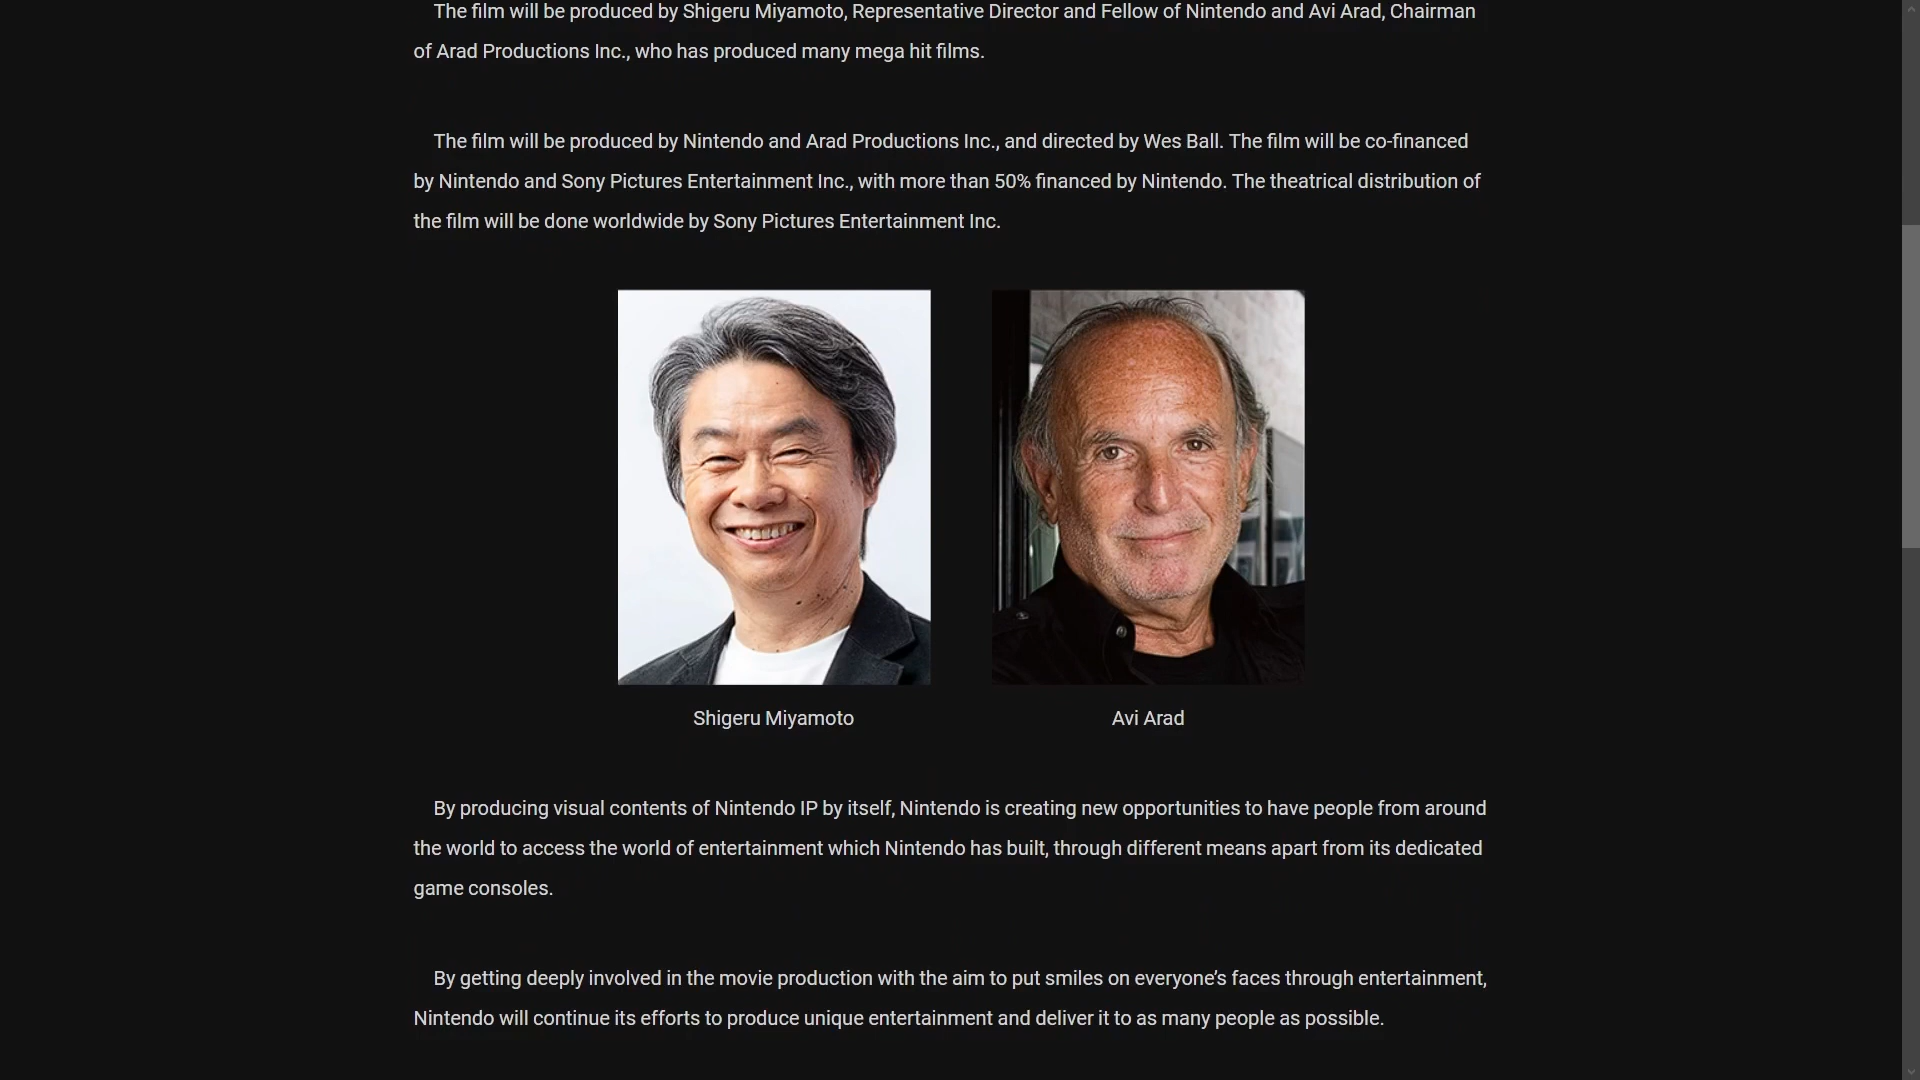 The film will be produced by Shigeru Miyamoto, Representative Director and Fellow of Nintendo and Avi Arad, Chairman
of Arad Productions Inc., who has produced many mega hit films.
The film will be produced by Nintendo and Arad Productions Inc., and directed by Wes Ball. The film will be co-financed
by Nintendo and Sony Pictures Entertainment Inc., with more than 50% financed by Nintendo. The theatrical distribution of
the film will be done worldwide by Sony Pictures Entertainment Inc.
Shigeru Miyamoto
Avi Arad
By producing visual contents of Nintendo IP by itself, Nintendo is creating new opportunities to have people from around
the world to access the world of entertainment which Nintendo has built, through different means apart from its dedicated
game consoles.
By getting deeply involved in the movie production with the aim to put smiles on everyone’s faces through entertainment,
Nintendo will continue its efforts to produce unique entertainment and deliver it to as many people as possible.